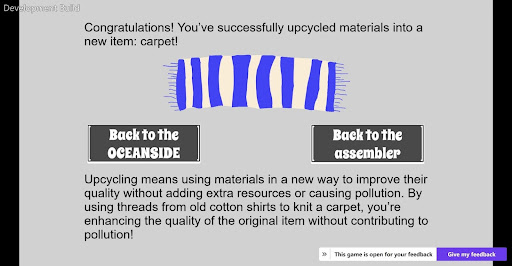 Development Build
Congratulations! You've successfully upcycled materials into a
new item: carpet!
Back to the
OCEANSIDE
Back to the
assembler
Upcycling means using materials in a new way to improve their
quality without adding extra resources or causing pollution. By
using threads from old cotton shirts to knit a carpet, you're
enhancing the quality of the original item without contributing to
pollution!
» This game is open for your feedback
Give my feedback